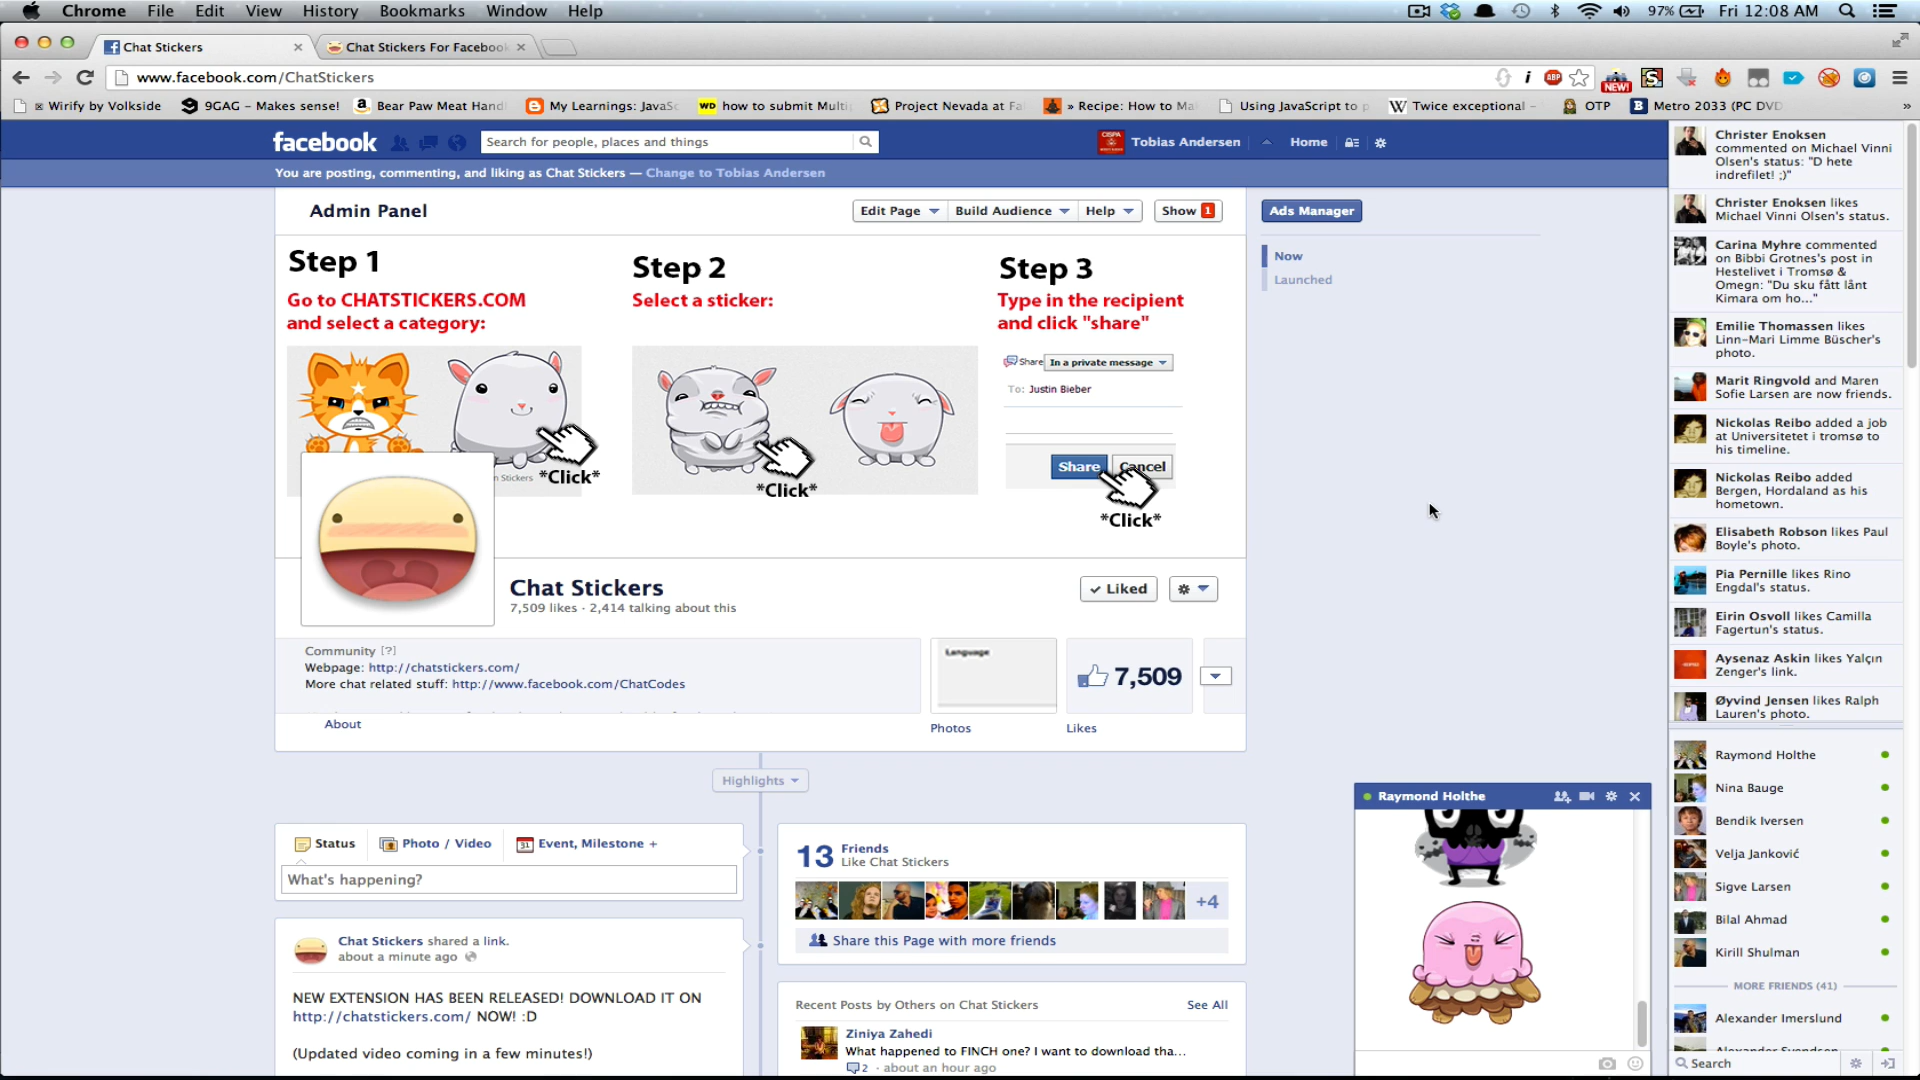 Chrome File Edit View History Bookmarks Window Help 97% Fri 12:08 AM
Chat Stickers
Chat Stickers For Facebook
www.facebook.com/ChatStickers
Wirify by Volkside 9GAG - Makes sense! Bear Paw Meat Hand My Learnings: JavaSc how to submit Multi Project Nevada at Fa » Recipe: How to Ma Using JavaScript to p Twice exceptional - OTP Metro 2033 (PC DVD
facebook Search for people, places and things Tobias Andersen Home
You are posting, commenting, and liking as Chat Stickers — Change to Tobias Andersen
Admin Panel Edit Page Build Audience Help Show 1
Ads Manager
Now
Launched
Step 1
Go to CHATSTICKERS.COM
and select a category:
*Click*
Step 2
Select a sticker:
*Click*
Step 3
Type in the recipient
and click "share"
Share In a private message
To: Justin Bieber
Share Cancel
*Click*
Chat Stickers
7,509 likes · 2,414 talking about this
Liked
Community [?]
Webpage: http://chatstickers.com/
More chat related stuff: http://www.facebook.com/ChatCodes
About
Language
Photos
7,509
Likes
Highlights
Status Photo / Video Event, Milestone +
What's happening?
Chat Stickers shared a link.
about a minute ago
NEW EXTENSION HAS BEEN RELEASED! DOWNLOAD IT ON
http://chatstickers.com/ NOW! :D
(Updated video coming in a few minutes!)
13 Friends
Like Chat Stickers
+4
Share this Page with more friends
Recent Posts by Others on Chat Stickers See All
Ziniya Zahedi
What happened to FINCH one? I want to download tha...
2 · about an hour ago
Christer Enoksen
commented on Michael Vinni
Olsen's status: "D hete
indrefilet! ;)"
Christer Enoksen likes
Michael Vinni Olsen's status.
Carina Myhre commented
on Bibbi Grotnes's post in
Hestelivet i Tromsø &
Omegn: "Du sku fått lånt
Kimara om ho..."
Emilie Thomassen likes
Linn-Mari Limme Büscher's
photo.
Marit Ringvold and Maren
Sofie Larsen are now friends.
Nickolas Reibo added a job
at Universitetet i tromsø to
his timeline.
Nickolas Reibo added
Bergen, Hordaland as his
hometown.
Elisabeth Robson likes Paul
Boyle's photo.
Pia Pernille likes Rino
Engdal's status.
Eirin Osvoll likes Camilla
Fagertun's status.
Aysenaz Askin likes Yalçın
Zenger's link.
Øyvind Jensen likes Ralph
Lauren's photo.
Raymond Holthe
Nina Bauge
Bendik Iversen
Velja Janković
Sigve Larsen
Bilal Ahmad
Kirill Shulman
MORE FRIENDS (41)
Alexander Imerslund
Search
Raymond Holthe